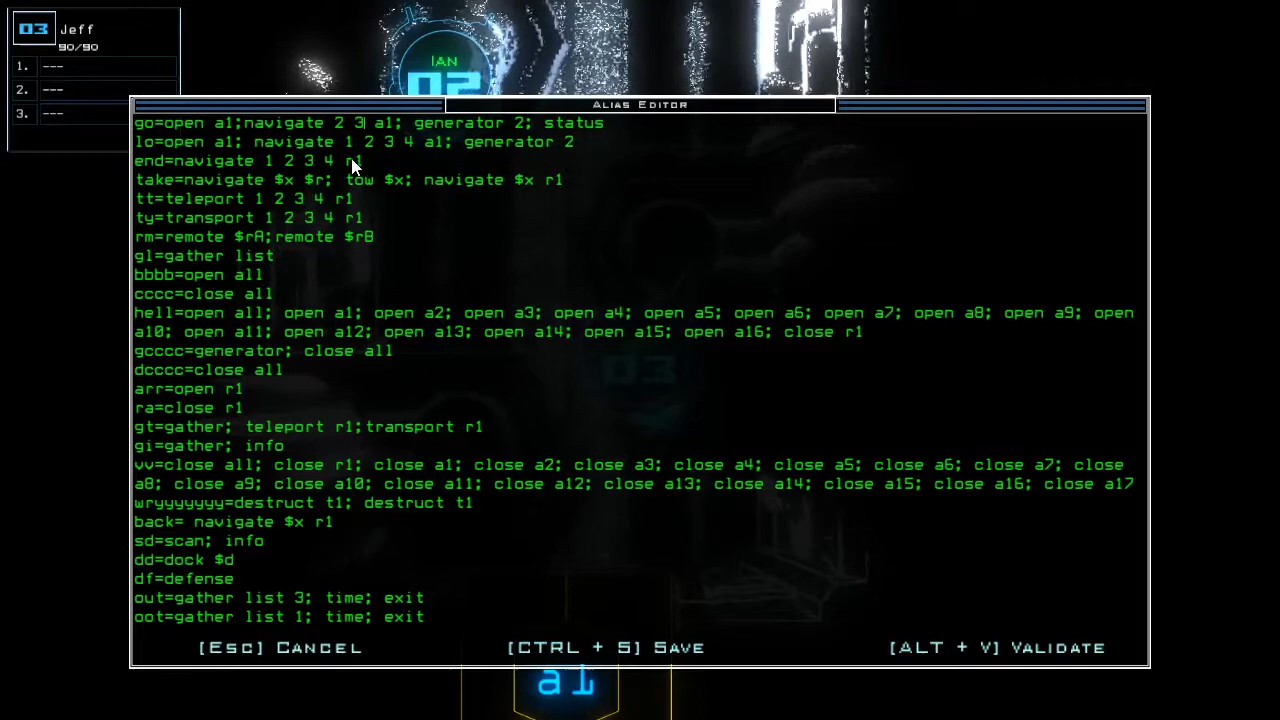 03 Jeff
90/90
1. ---
2. ---
3. ---
IAN
02
Alias Editor
go=open a1;navigate 2 3 a1; generator 2; status
lo=open a1; navigate 1 2 3 4 a1; generator 2
end=navigate 1 2 3 4 r1
take=navigate $x $r; tow $x; navigate $x r1
tt=teleport 1 2 3 4 r1
ty=transport 1 2 3 4 r1
rm=remote $rA;remote $rB
gl=gather list
bbbb=open all
cccc=close all
hell=open all; open a1; open a2; open a3; open a4; open a5; open a6; open a7; open a8; open a9; open
a10; open a11; open a12; open a13; open a14; open a15; open a16; close r1
gcccc=generator; close all
dcccc=close all
arr=open r1
ra=close r1
gt=gather; teleport r1;transport r1
gi=gather; info
vv=close all; close r1; close a1; close a2; close a3; close a4; close a5; close a6; close a7; close
a8; close a9; close a10; close a11; close a12; close a13; close a14; close a15; close a16; close a17
wryyyyyyy=destruct t1; destruct t1
back= navigate $x r1
sd=scan; info
dd=dock $d
df=defense
out=gather list 3; time; exit
oot=gather list 1; time; exit
[Esc] Cancel [CTRL + S] Save [ALT + V] Validate
03
a1